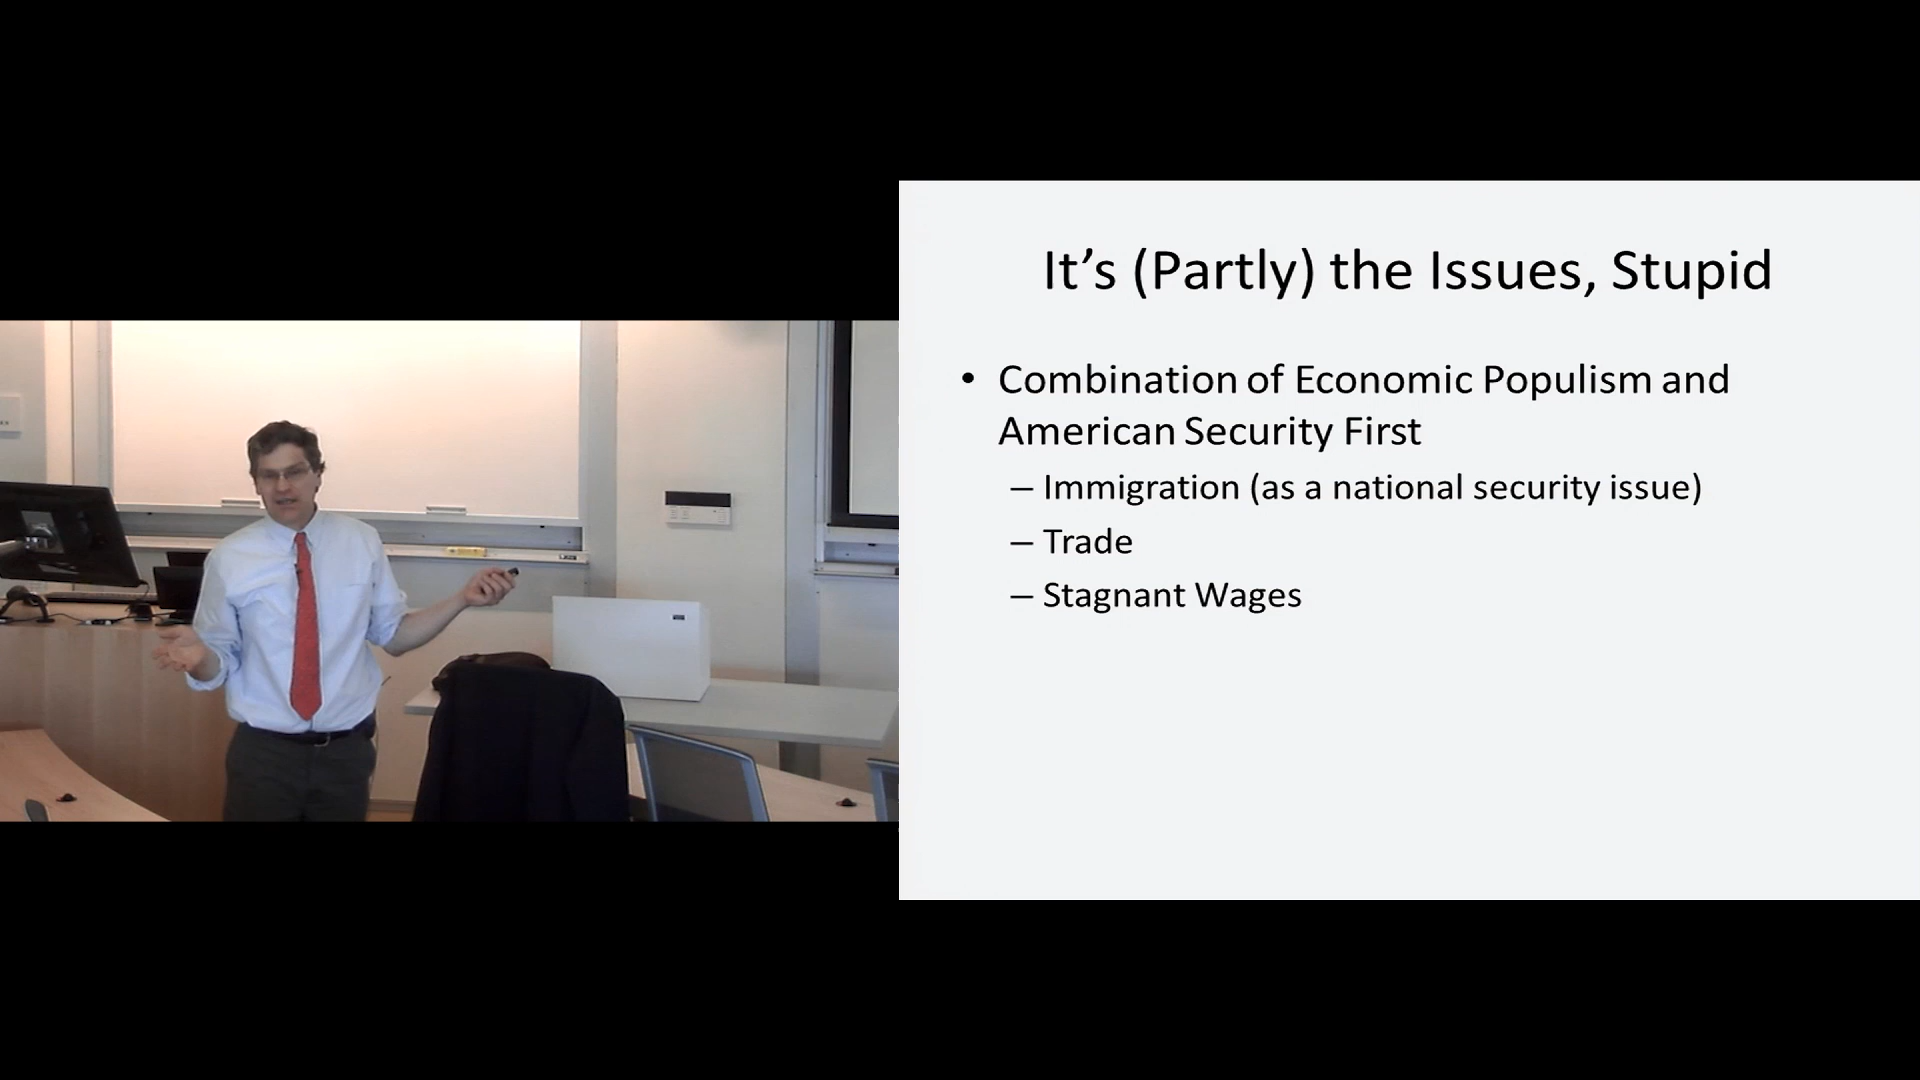 It’s (Partly) the Issues, Stupid
• Combination of Economic Populism and
American Security First
– Immigration (as a national security issue)
– Trade
– Stagnant Wages